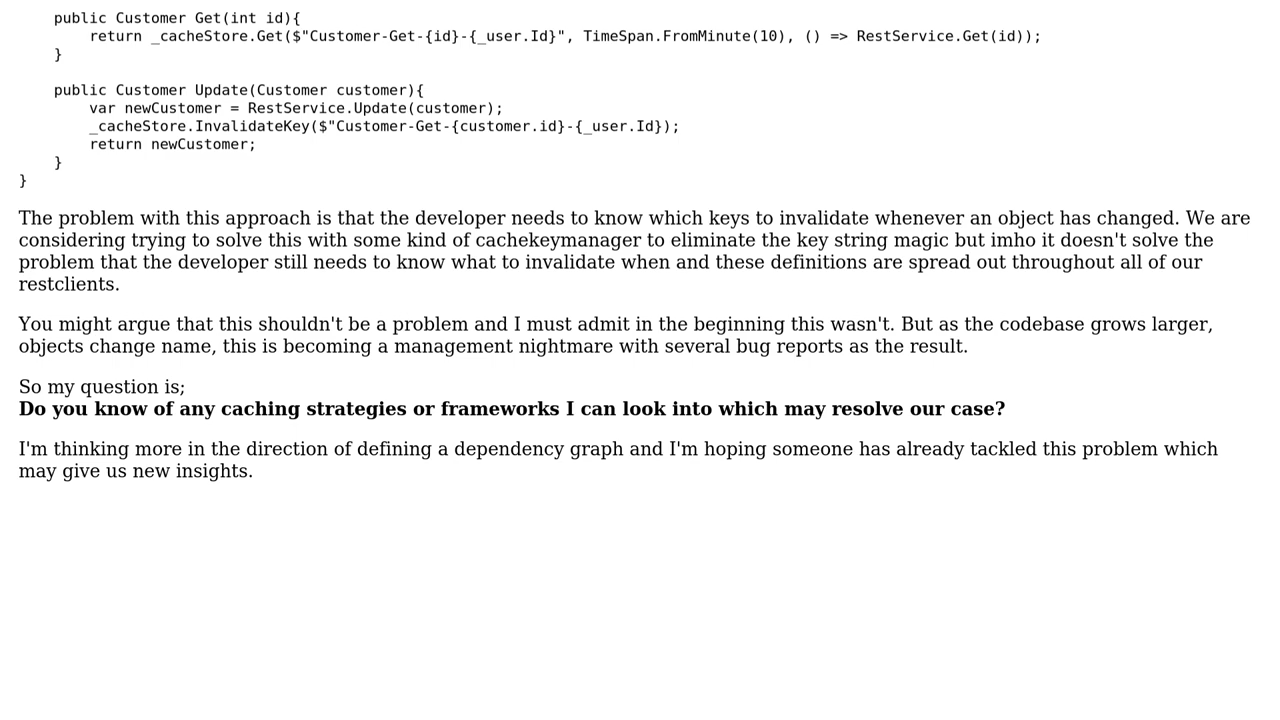 public Customer Get(int id){
        return _cacheStore.Get($"Customer-Get-{id}-{_user.Id}", TimeSpan.FromMinute(10), () => RestService.Get(id));
    }

    public Customer Update(Customer customer){
        var newCustomer = RestService.Update(customer);
        _cacheStore.InvalidateKey($"Customer-Get-{customer.id}-{_user.Id});
        return newCustomer;
    }
}
The problem with this approach is that the developer needs to know which keys to invalidate whenever an object has changed. We are
considering trying to solve this with some kind of cachekeymanager to eliminate the key string magic but imho it doesn't solve the
problem that the developer still needs to know what to invalidate when and these definitions are spread out throughout all of our
restclients.
You might argue that this shouldn't be a problem and I must admit in the beginning this wasn't. But as the codebase grows larger,
objects change name, this is becoming a management nightmare with several bug reports as the result.
So my question is;
Do you know of any caching strategies or frameworks I can look into which may resolve our case?
I'm thinking more in the direction of defining a dependency graph and I'm hoping someone has already tackled this problem which
may give us new insights.